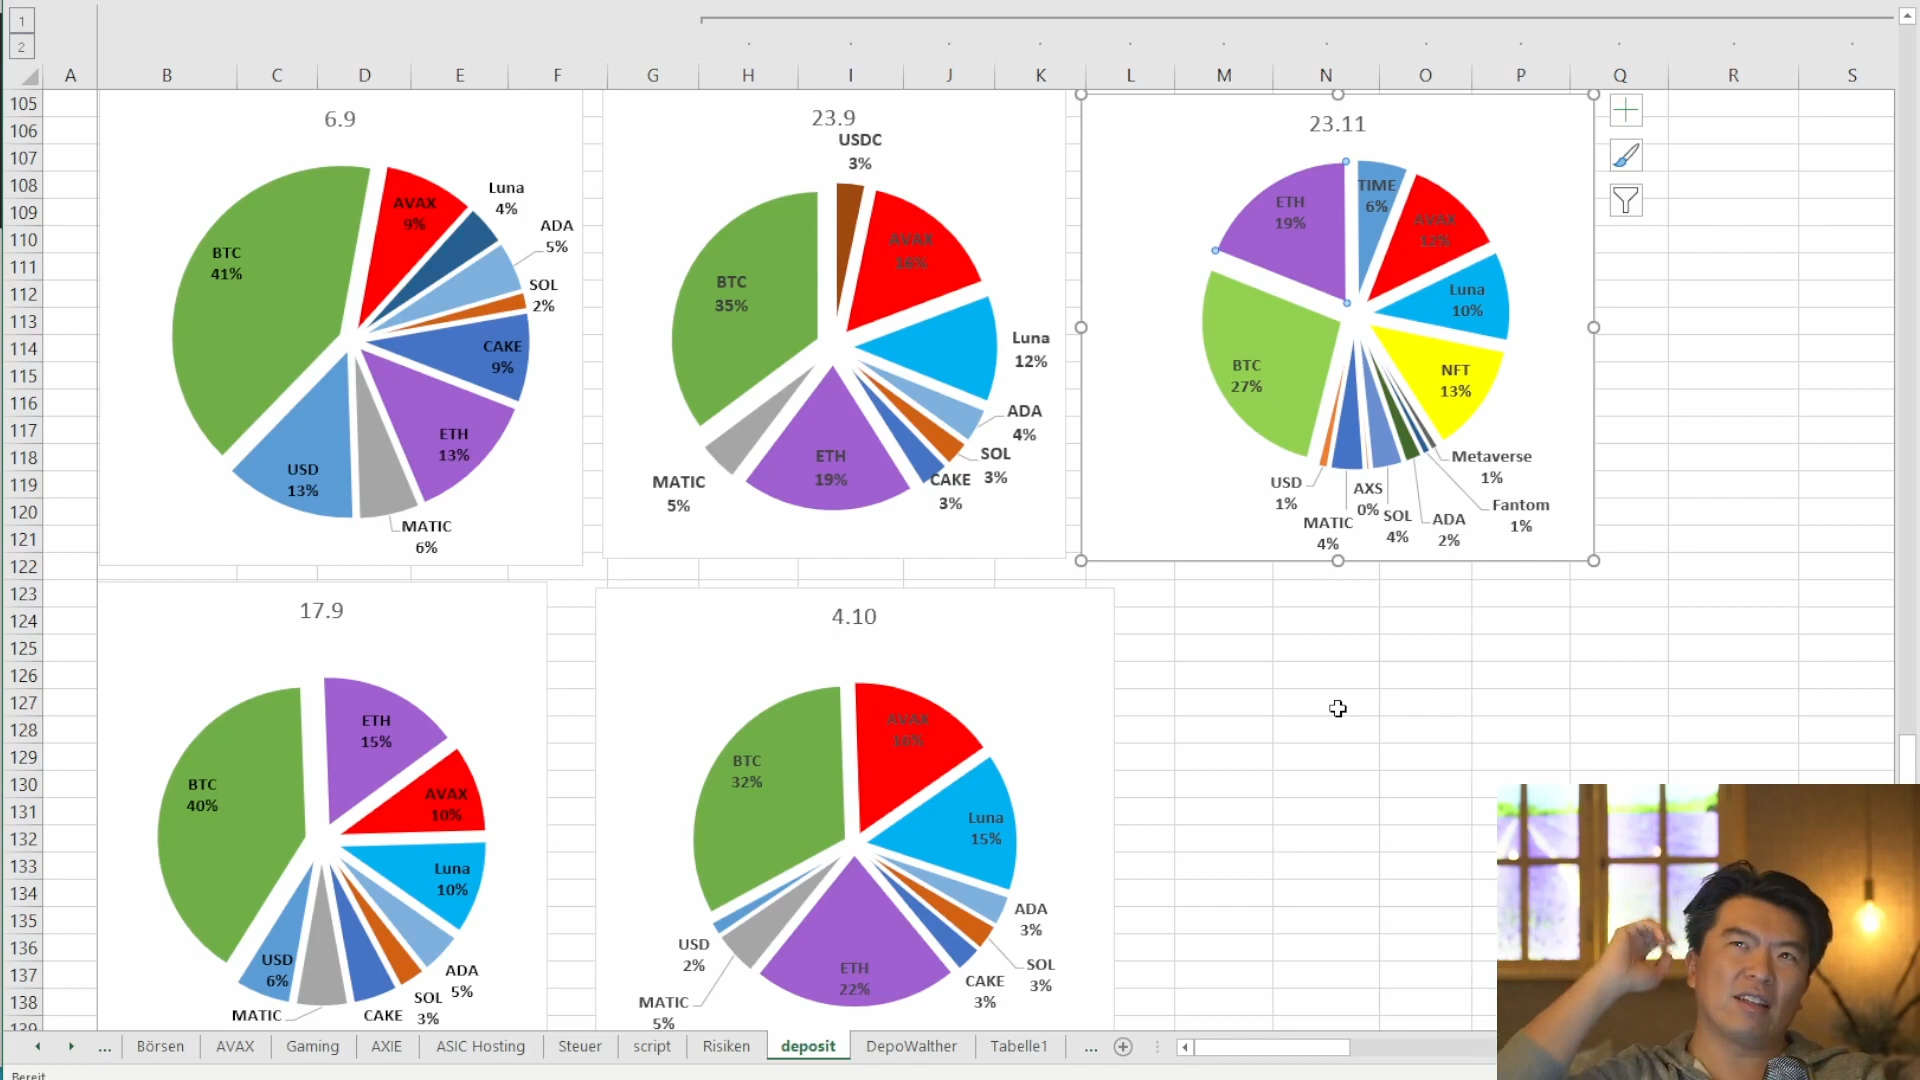 1
2
A B C D E F G H I J K L M N O P Q R S
105
106
107
108
109
110
111
112
113
114
115
116
117
118
119
120
121
122
123
124
125
126
127
128
129
130
131
132
133
134
135
136
137
138
139
6.9
BTC
41%
AVAX
9%
Luna
4%
ADA
5%
SOL
2%
CAKE
9%
ETH
13%
MATIC
6%
USD
13%
23.9
USDC
3%
AVAX
16%
Luna
12%
ADA
4%
SOL
3%
CAKE
3%
ETH
19%
MATIC
5%
BTC
35%
23.11
TIME
6%
AVAX
12%
Luna
10%
NFT
13%
Metaverse
1%
Fantom
1%
ADA
2%
SOL
4%
AXS
0%
MATIC
4%
USD
1%
BTC
27%
ETH
19%
17.9
ETH
15%
AVAX
10%
Luna
10%
ADA
5%
SOL
3%
CAKE
MATIC
USD
6%
BTC
40%
4.10
AVAX
16%
Luna
15%
ADA
3%
SOL
3%
CAKE
3%
ETH
22%
MATIC
5%
USD
2%
BTC
32%
... Börsen AVAX Gaming AXIE ASIC Hosting Steuer script Risiken deposit DepoWalther Tabelle1 ...
Bereit